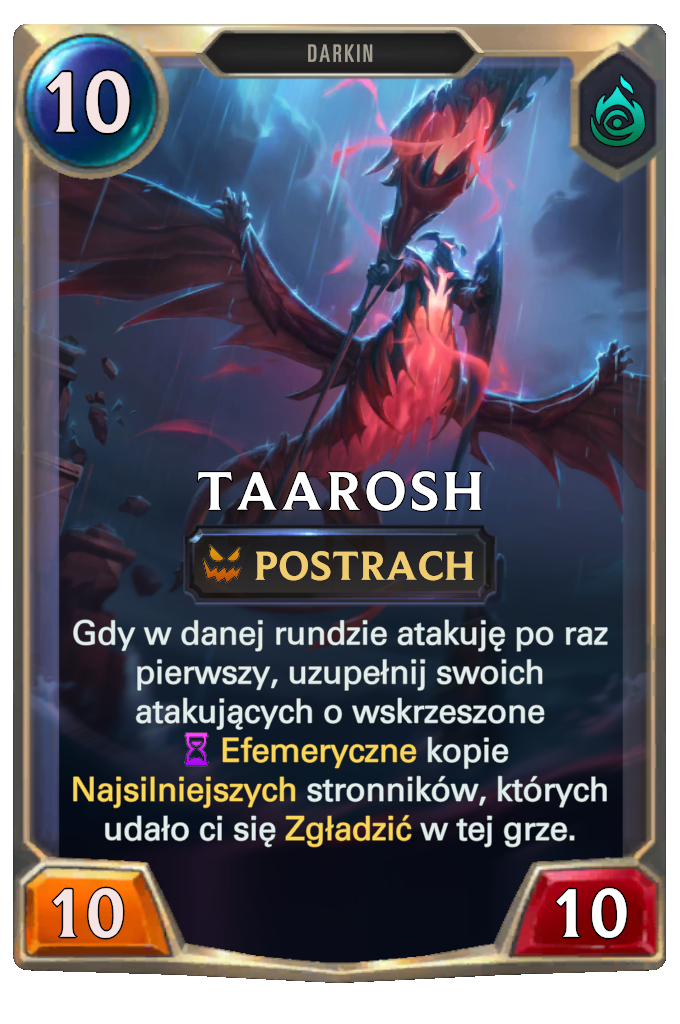 10
DARKIN
TAAROSH
POSTRACH
Gdy w danej rundzie atakuję po raz
pierwszy, uzupełnij swoich
atakujących o wskrzeszone
Efemeryczne kopie
Najsilniejszych stronników, których
udało ci się Zgładzić w tej grze.
10
10